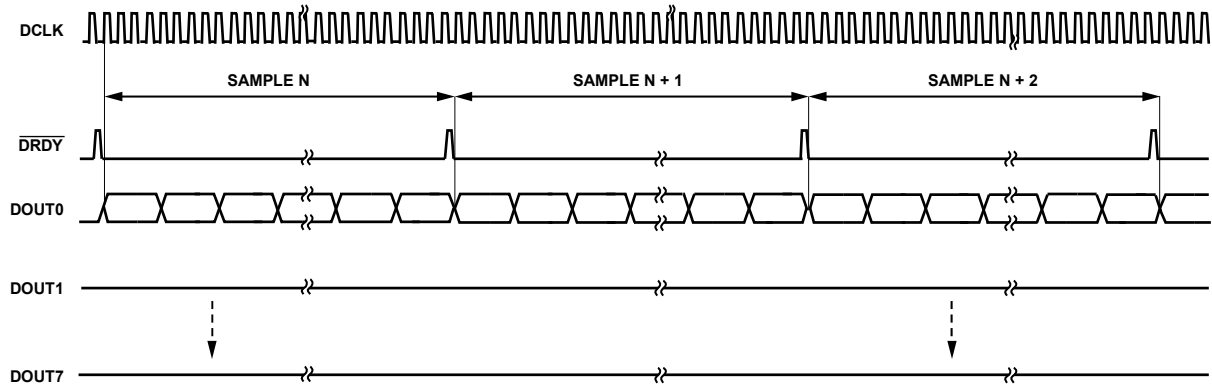 DCLK
SAMPLE N SAMPLE N + 1 SAMPLE N + 2
DRDY
DOUT0
DOUT1
DOUT7